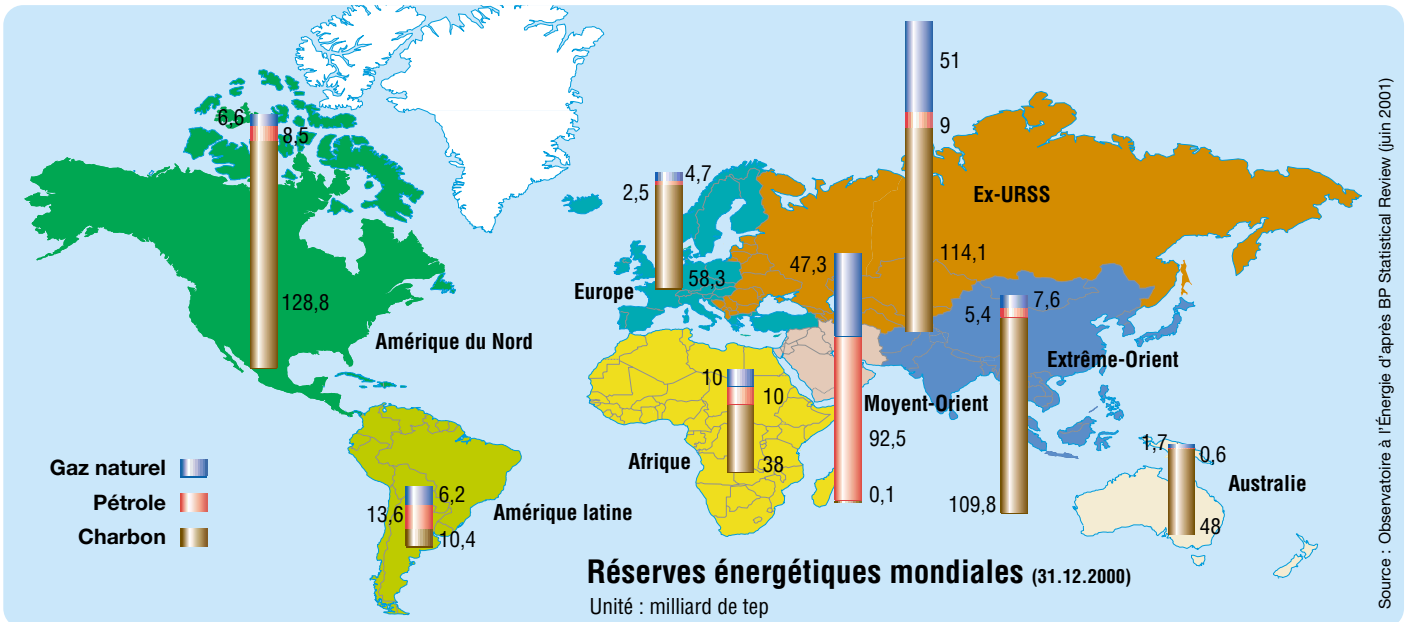 6,6
8,5
128,8
Amérique du Nord
2,5
4,7
58,3
Europe
51
9
114,1
Ex-URSS
47,3
92,5
0,1
Moyent-Orient
7,6
5,4
109,8
Extrême-Orient
10
10
38
Afrique
6,2
13,6
10,4
Amérique latine
1,7
0,6
48
Australie
Gaz naturel
Pétrole
Charbon
Réserves énergétiques mondiales (31.12.2000)
Unité : milliard de tep
Source : Observatoire à l'Énergie d'après BP Statistical Review (juin 2001)